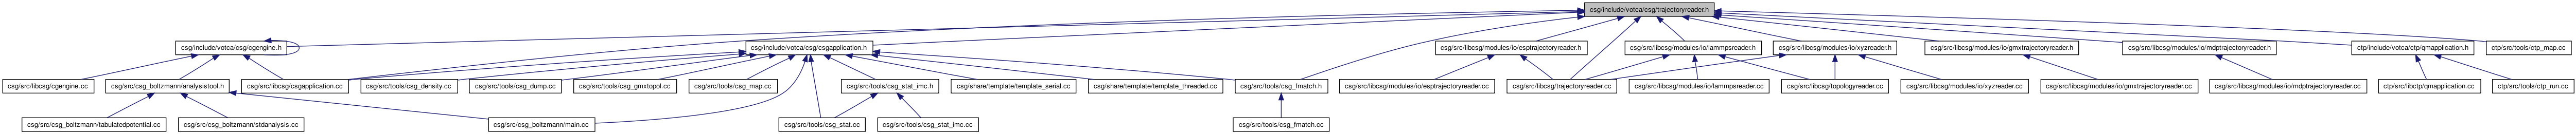 csg/include/votca/csg/trajectoryreader.h
csg/include/votca/csg/cgengine.h
csg/include/votca/csg/csgapplication.h
csg/src/libcsg/modules/io/esptrajectoryreader.h
csg/src/libcsg/modules/io/lammpsreader.h
csg/src/libcsg/modules/io/xyzreader.h
csg/src/libcsg/modules/io/gmxtrajectoryreader.h
csg/src/libcsg/modules/io/mdptrajectoryreader.h
ctp/include/votca/ctp/qmapplication.h
ctp/src/tools/ctp_map.cc
csg/src/libcsg/cgengine.cc
csg/src/csg_boltzmann/analysistool.h
csg/src/libcsg/csgapplication.cc
csg/src/tools/csg_density.cc
csg/src/tools/csg_dump.cc
csg/src/tools/csg_gmxtopol.cc
csg/src/tools/csg_map.cc
csg/src/tools/csg_stat_imc.h
csg/share/template/template_serial.cc
csg/share/template/template_threaded.cc
csg/src/tools/csg_fmatch.h
csg/src/libcsg/modules/io/esptrajectoryreader.cc
csg/src/libcsg/trajectoryreader.cc
csg/src/libcsg/modules/io/lammpsreader.cc
csg/src/libcsg/topologyreader.cc
csg/src/libcsg/modules/io/xyzreader.cc
csg/src/libcsg/modules/io/gmxtrajectoryreader.cc
csg/src/libcsg/modules/io/mdptrajectoryreader.cc
ctp/src/libctp/qmapplication.cc
ctp/src/tools/ctp_run.cc
csg/src/csg_boltzmann/tabulatedpotential.cc
csg/src/csg_boltzmann/stdanalysis.cc
csg/src/csg_boltzmann/main.cc
csg/src/tools/csg_stat.cc
csg/src/tools/csg_stat_imc.cc
csg/src/tools/csg_fmatch.cc